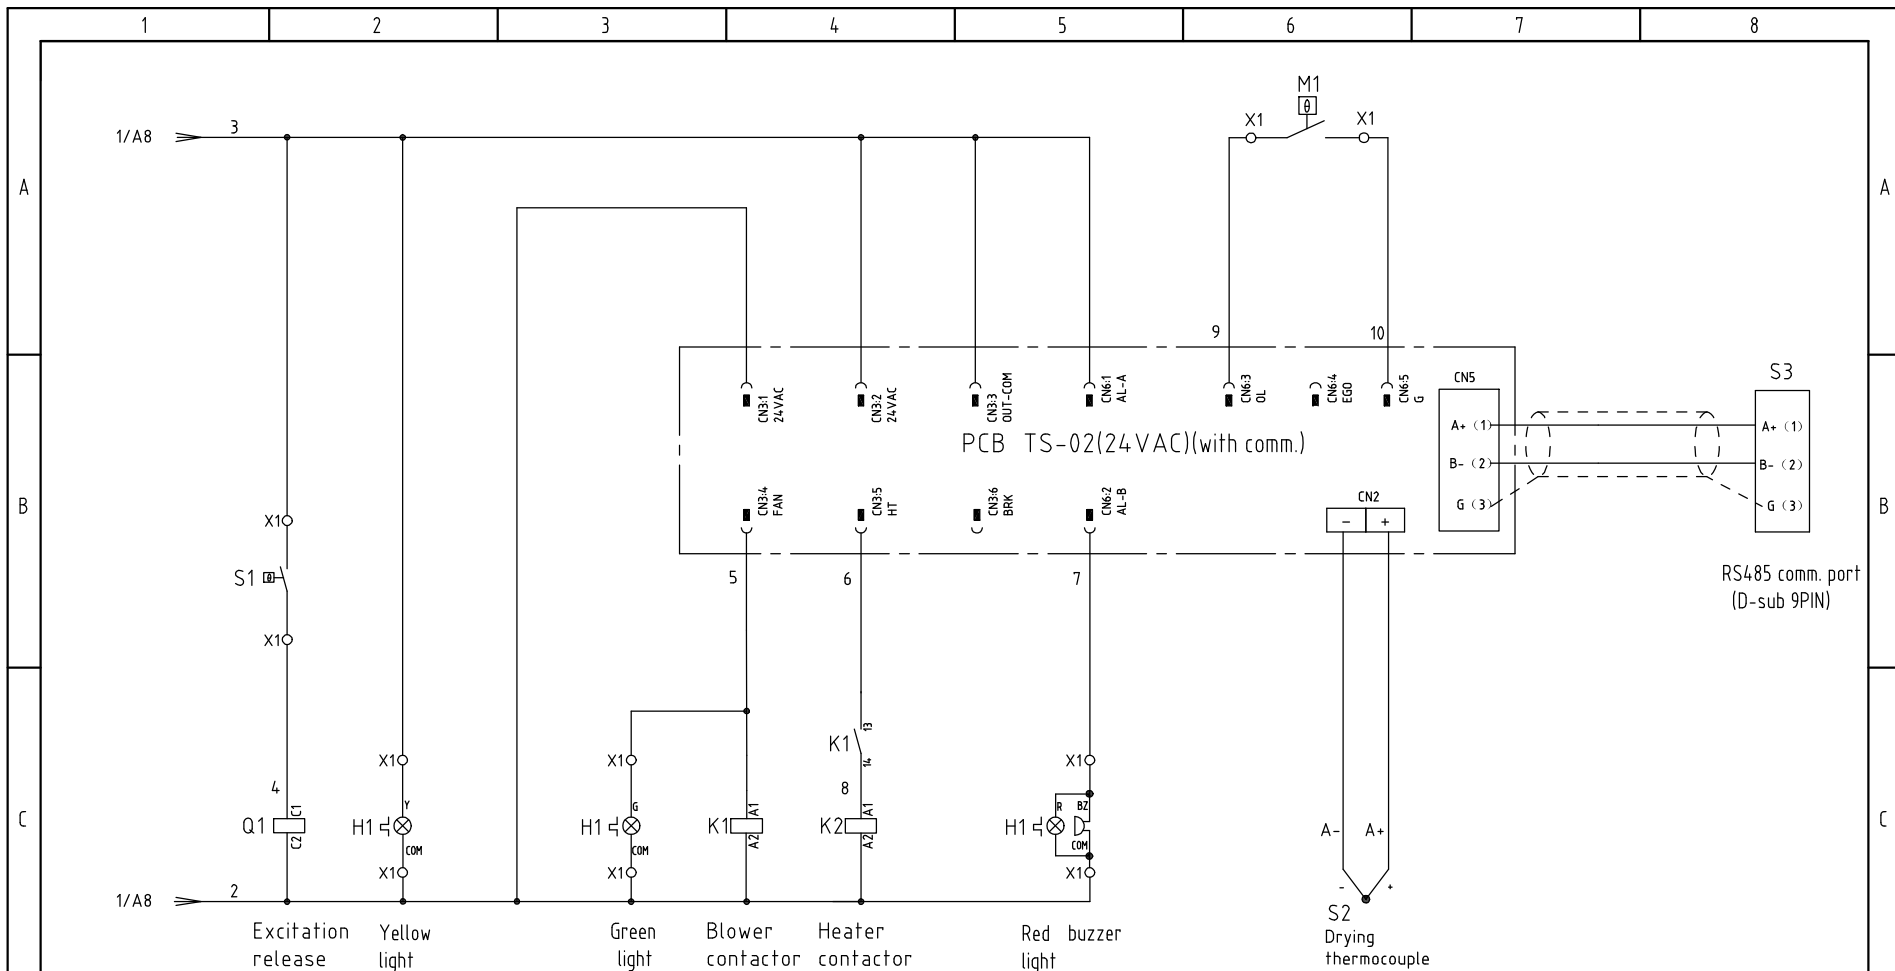 1 2 3 4 5 6 7 8
M1
θ
X1 X1
1/A8 3
A A
9 10
CN3:1
24VAC
CN3:2
24VAC
CN3:3
OUT-COM
CN6:1
AL-A
CN6:3
OL
CN6:4
EGO
CN6:5
G
CN5
S3
A+ (1) A+ (1)
PCB TS-02(24VAC)(with comm.)
B- (2) B- (2)
G (3) G (3)
CN3:4
FAN
CN3:5
HT
CN3:6
BRK
CN6:2
AL-B
CN2
- +
B B
X1
S1 θ
5 6 7
RS485 comm. port
(D-sub 9PIN)
X1
K1 13
14
X1 X1 X1
4 8
C C
Q1 C1
C2
H1 Y
COM
H1 G
COM
K1 A1
A2
K2 A1
A2
H1 R BZ
COM
A- A+
X1 X1 X1
- +
1/A8 2
S2
Drying
thermocouple
Excitation
release
Yellow
light
Green
light
Blower
contactor
Heater
contactor
Red buzzer
light